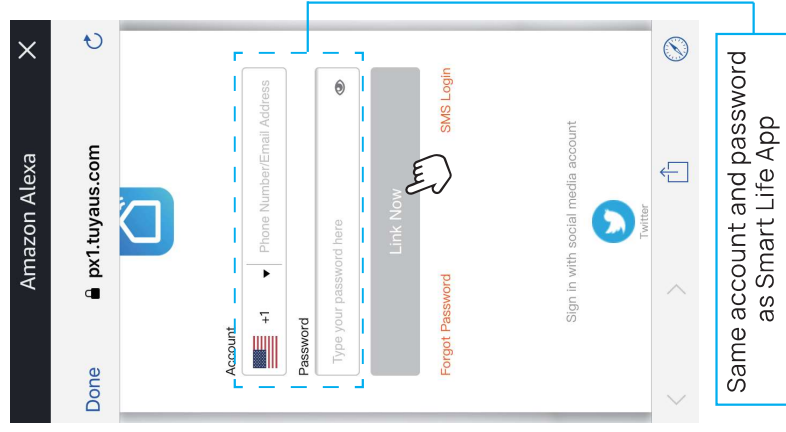 Amazon Alexa
Done
px1.tuyaus.com
Account
+1
Phone Number/Email Address
Password
Type your password here
Link Now
Forgot Password
SMS Login
Sign in with social media account
Twitter
Same account and password
as Smart Life App